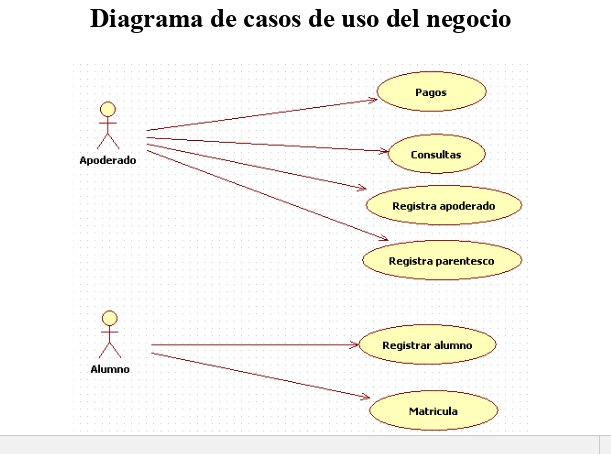 Diagrama de casos de uso del negocio
Pagos
Apoderado
Consultas
Registra apoderado
Registra parentesco
Registrar alumno
Alumno
Matricula